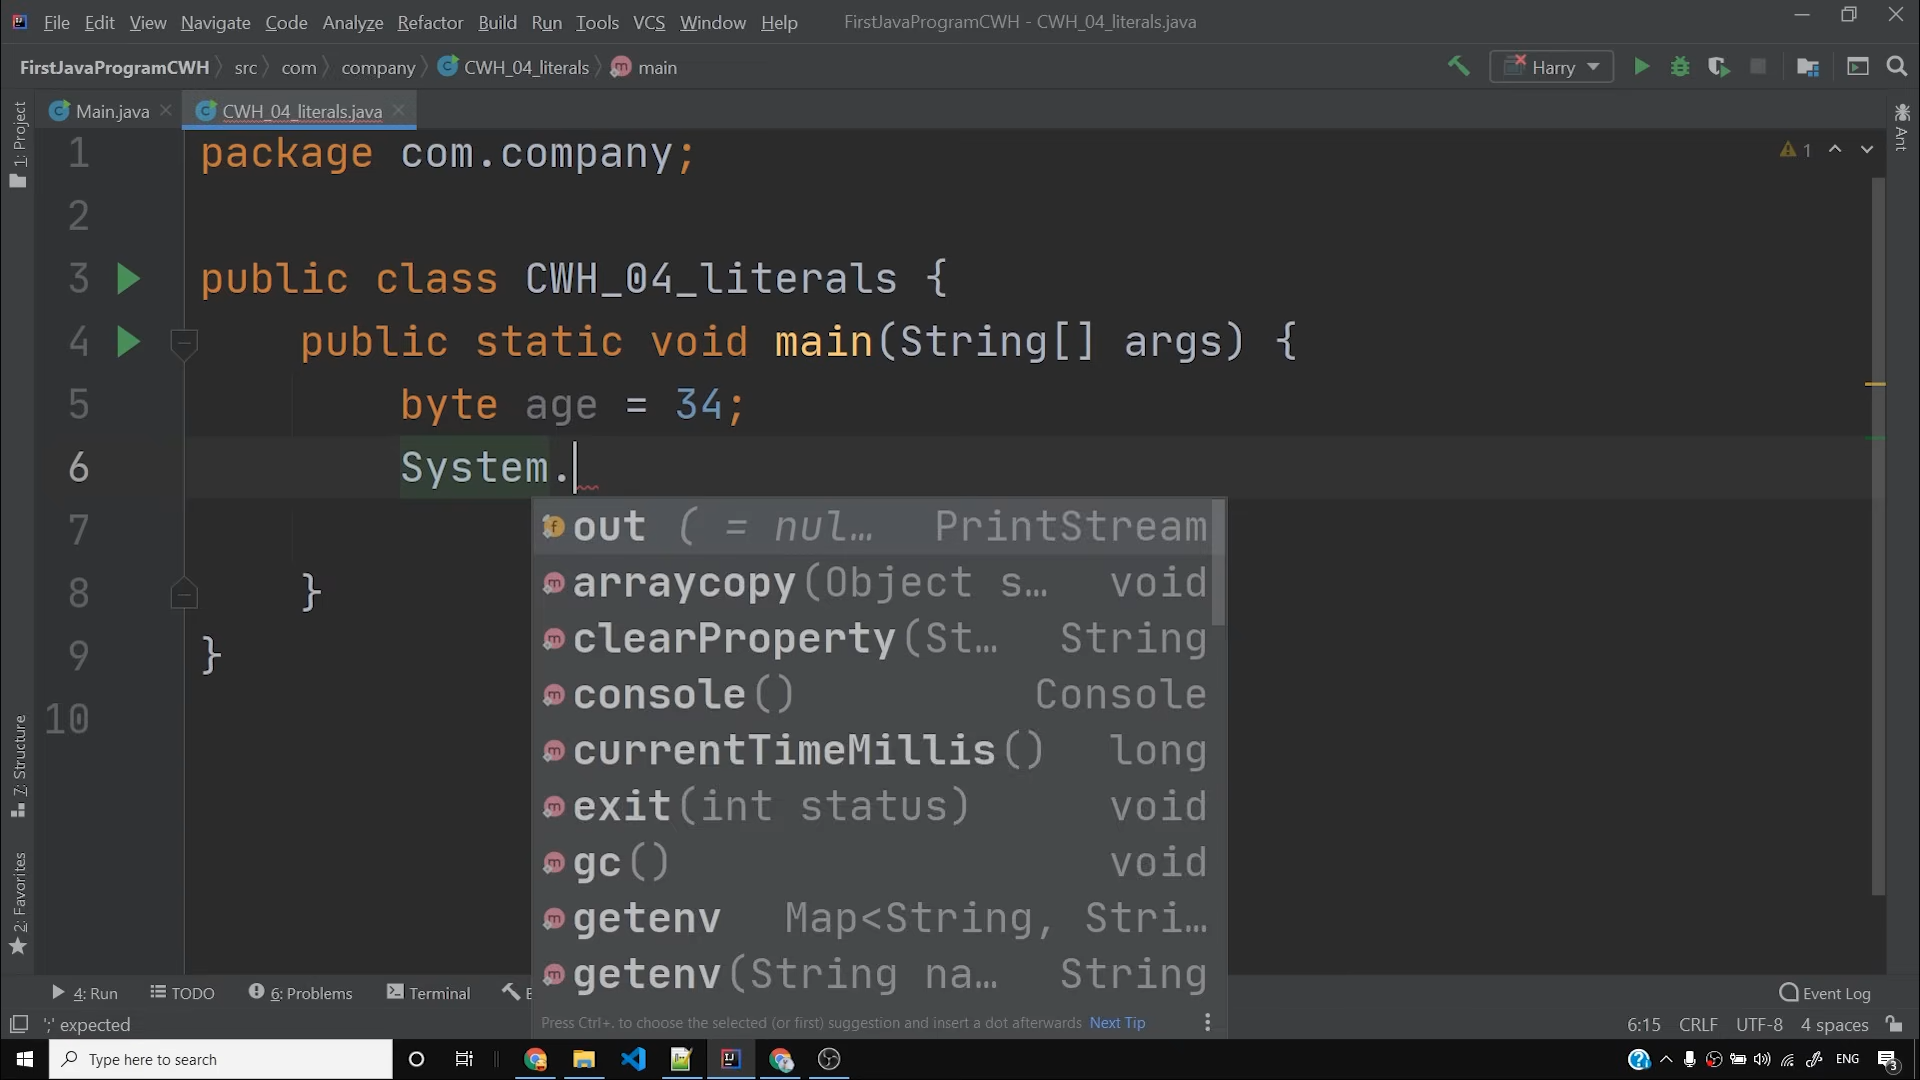 File Edit View Navigate Code Analyze Refactor Build Run Tools VCS Window Help FirstJavaProgramCWH - CWH_04_literals.java
FirstJavaProgramCWH src com company CWH_04_literals main Harry
Main.java CWH_04_literals.java
1: Project
Ant
1 package com.company;
1
2
3 public class CWH_04_literals {
4 public static void main(String[] args) {
5 byte age = 34;
6 System.
7 out ( = nul… PrintStream
arraycopy(Object s… void
8 }
clearProperty(St… String
9 }
console() Console
10
currentTimeMillis() long
exit(int status) void
gc() void
getenv Map<String, Stri…
getenv(String na… String
7: Structure
2: Favorites
4: Run TODO 6: Problems Terminal Event Log
Press Ctrl+. to choose the selected (or first) suggestion and insert a dot afterwards Next Tip
';' expected 6:15 CRLF UTF-8 4 spaces
Type here to search ENG 3